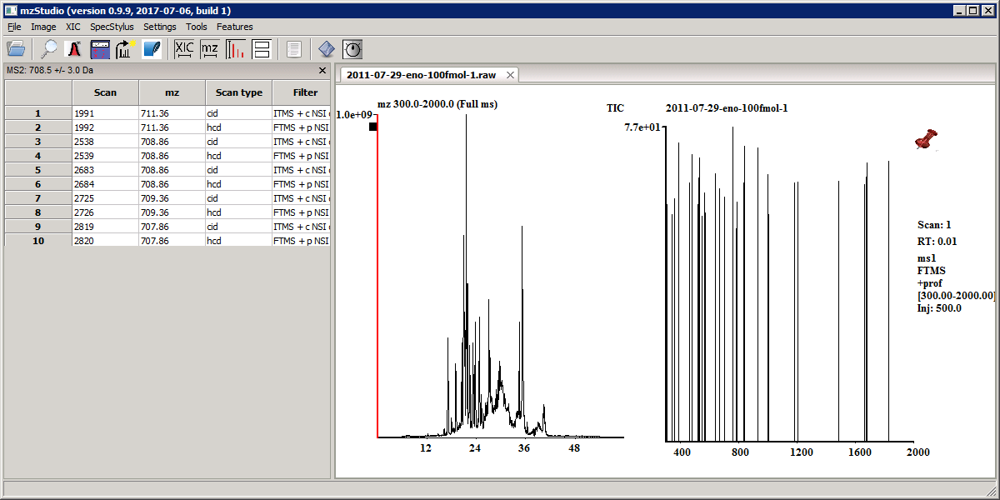 mzStudio (version 0.9.9, 2017-07-06, build 1)
File Image XIC SpecStylus Settings Tools Features
XIC mz
MS2: 708.5 +/- 3.0 Da
2011-07-29-eno-100fmol-1.raw
Scan mz Scan type Filter
1 1991 711.36 cid ITMS + c NSI
2 1992 711.36 hcd FTMS + p NSI
3 2538 708.86 cid ITMS + c NSI
4 2539 708.86 hcd FTMS + p NSI
5 2683 708.86 cid ITMS + c NSI
6 2684 708.86 hcd FTMS + p NSI
7 2725 709.36 cid ITMS + c NSI
8 2726 709.36 hcd FTMS + p NSI
9 2819 707.86 cid ITMS + c NSI
10 2820 707.86 hcd FTMS + p NSI
mz 300.0-2000.0 (Full ms)
TIC
1.0e+09
12 24 36 48
2011-07-29-eno-100fmol-1
7.7e+01
400 800 1200 1600 2000
Scan: 1
RT: 0.01
ms1
FTMS
+prof
[300.00-2000.00]
Inj: 500.0